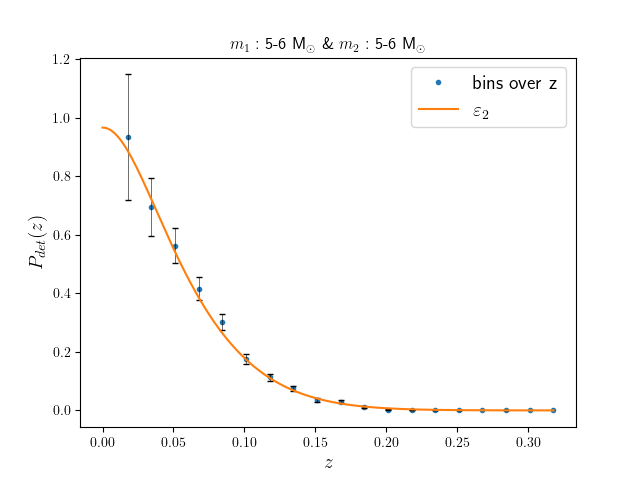 m₁ : 5-6 M⊙ & m₂ : 5-6 M⊙
1.2
1.0
0.8
0.6
0.4
0.2
0.0
P_det(z)
bins over z
ε₂
0.00 0.05 0.10 0.15 0.20 0.25 0.30
z